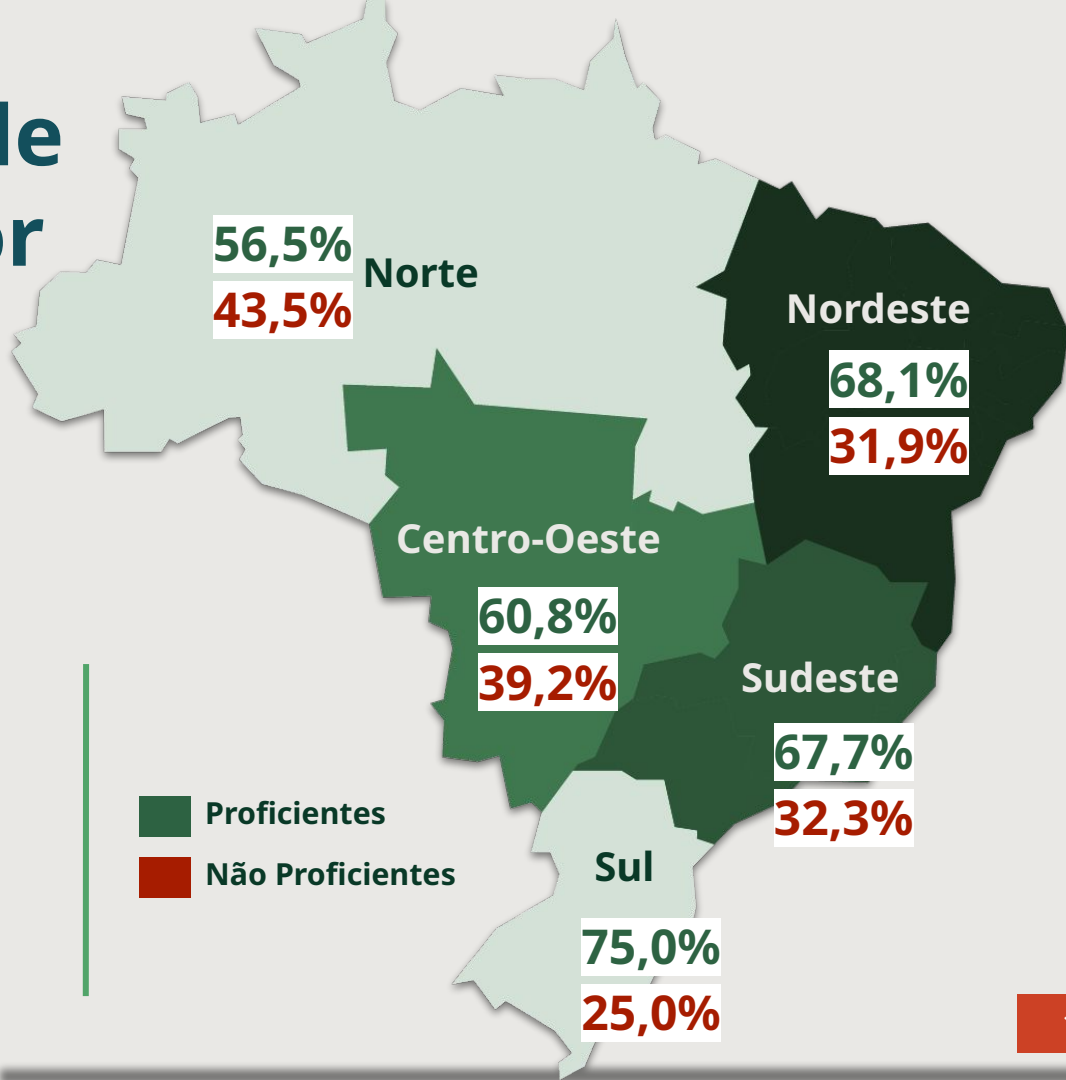 56,5%
Norte
43,5%
Nordeste
68,1%
31,9%
Centro-Oeste
60,8%
39,2%
Sudeste
67,7%
32,3%
Proficientes
Não Proficientes
Sul
75,0%
25,0%